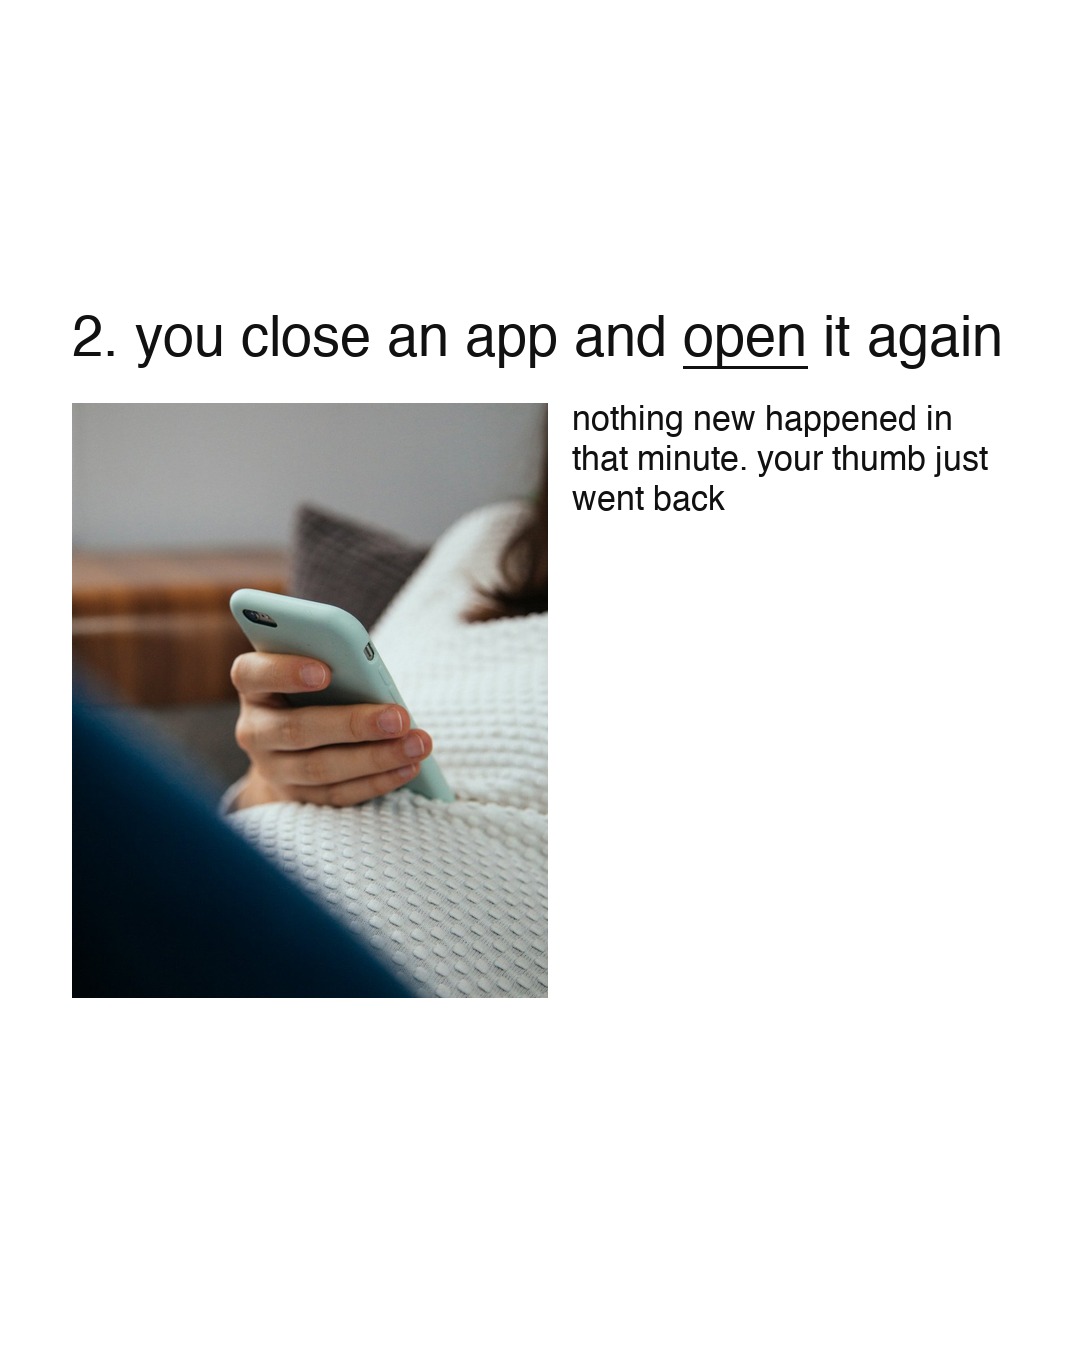 2. you close an app and open it again
nothing new happened in
that minute. your thumb just
went back